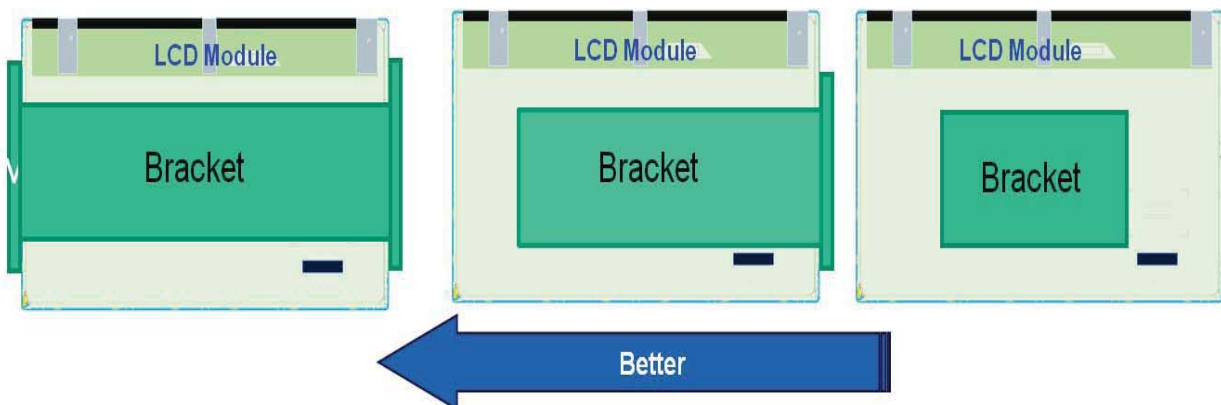 LCD Module
LCD Module
LCD Module
Bracket
Bracket
Bracket
Better